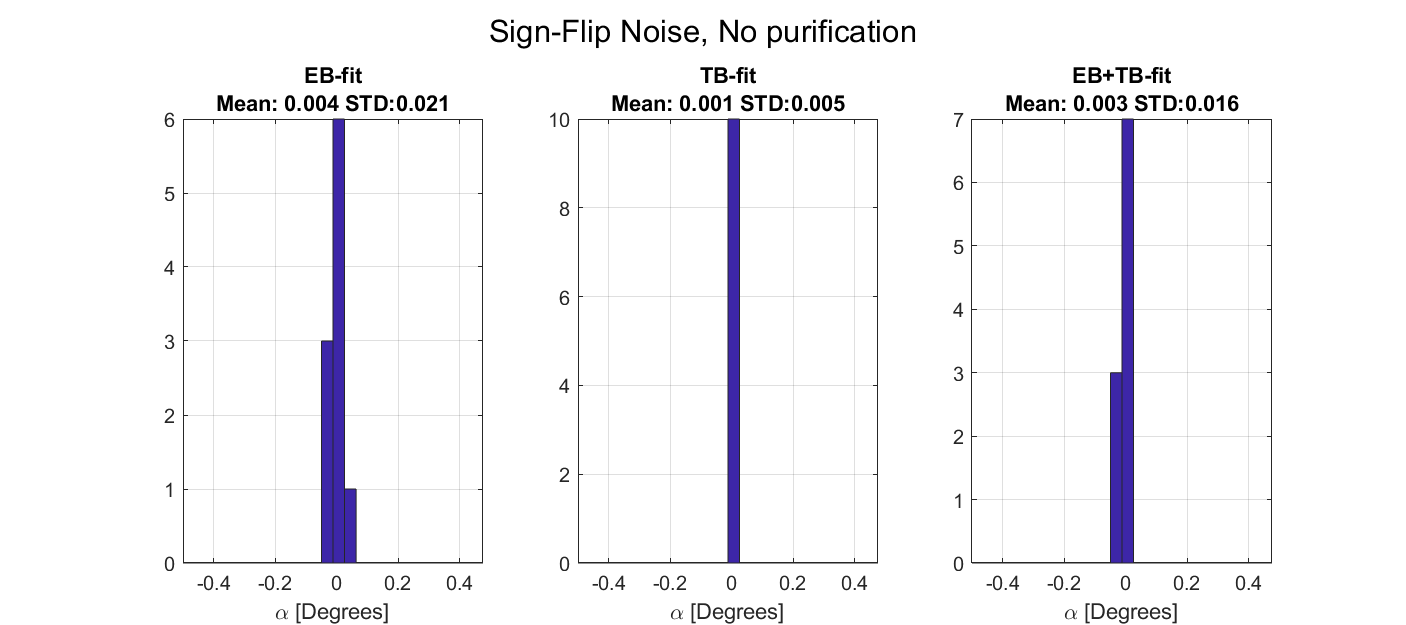 Sign-Flip Noise, No purification
EB-fit
Mean: 0.004 STD:0.021
6
5
4
3
2
1
0
-0.4 -0.2 0 0.2 0.4
α [Degrees]
TB-fit
Mean: 0.001 STD:0.005
10
8
6
4
2
0
-0.4 -0.2 0 0.2 0.4
α [Degrees]
EB+TB-fit
Mean: 0.003 STD:0.016
7
6
5
4
3
2
1
0
-0.4 -0.2 0 0.2 0.4
α [Degrees]